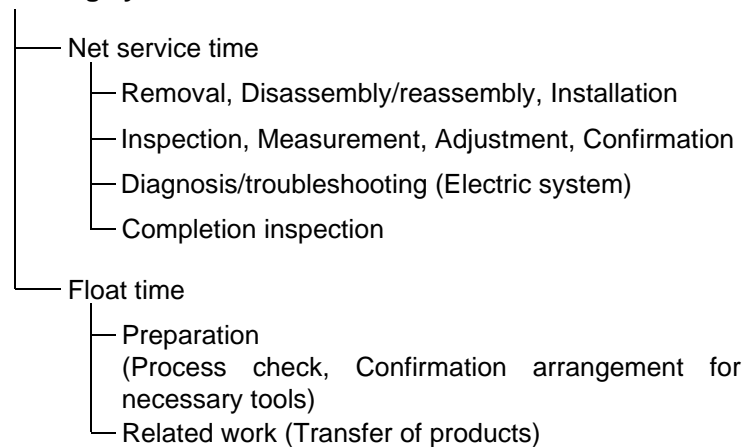 Net service time
Removal, Disassembly/reassembly, Installation
Inspection, Measurement, Adjustment, Confirmation
Diagnosis/troubleshooting (Electric system)
Completion inspection
Float time
Preparation
(Process check, Confirmation arrangement for
necessary tools)
Related work (Transfer of products)